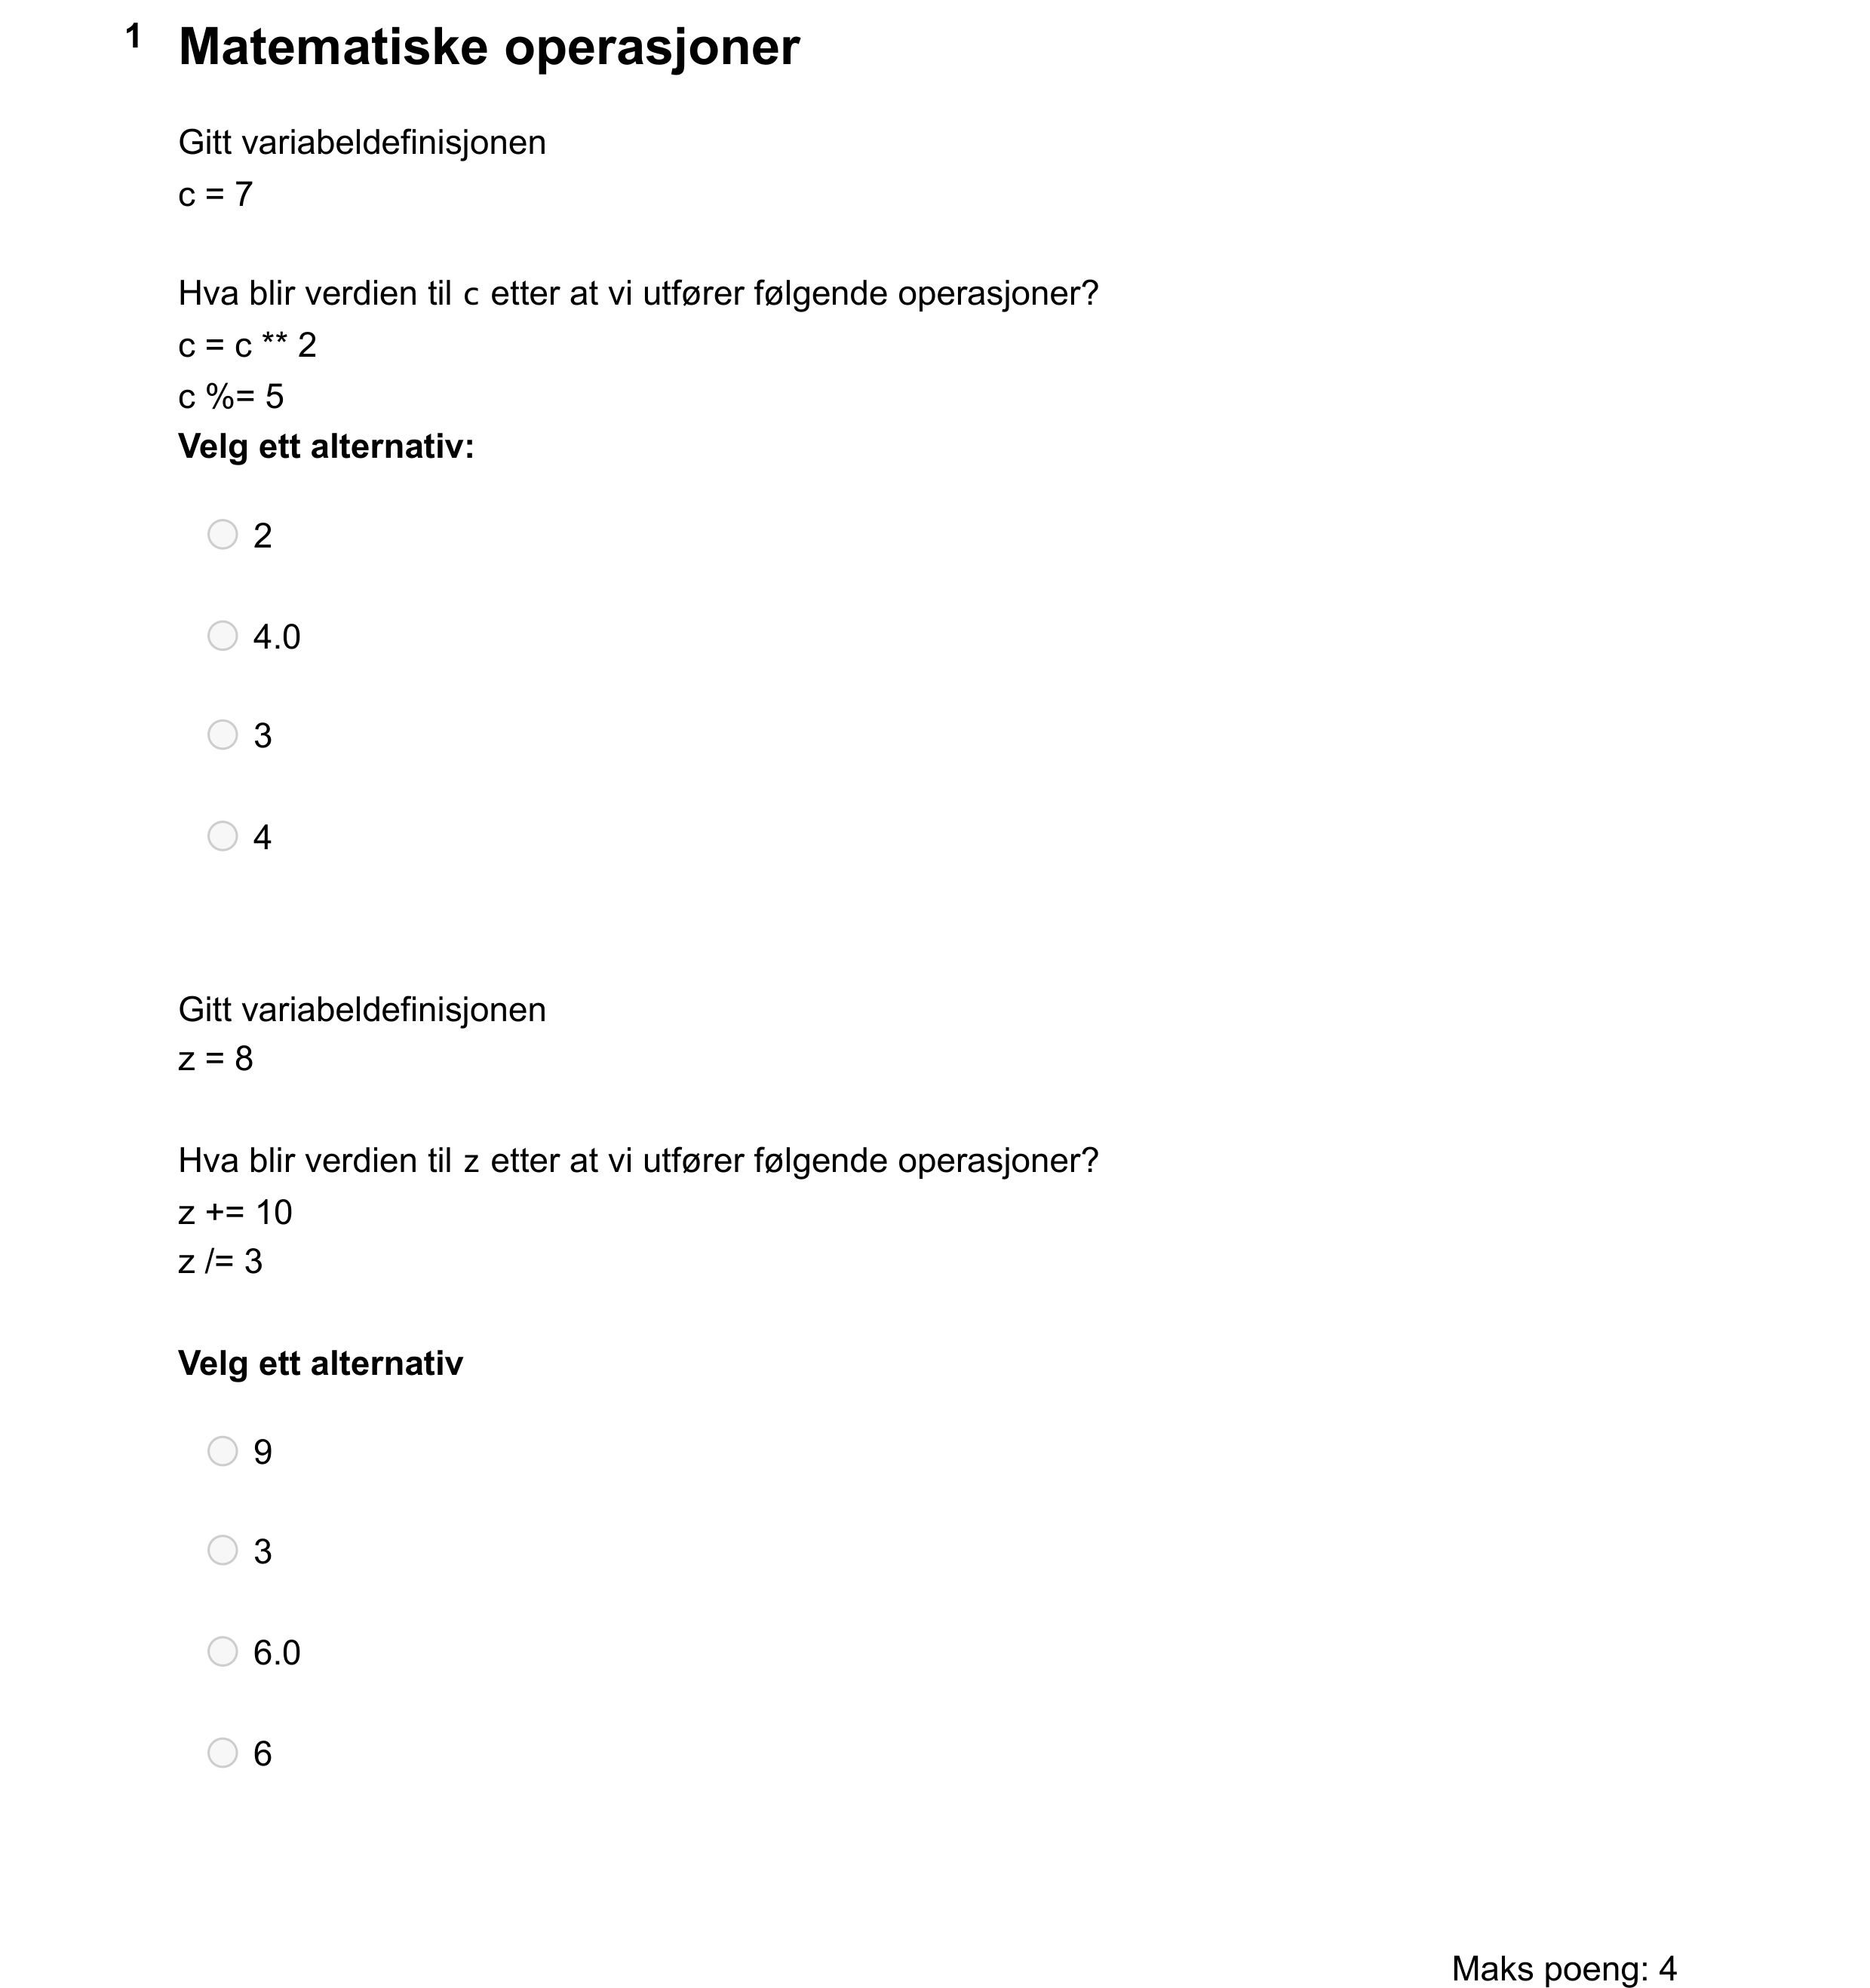 1 Matematiske operasjoner
Gitt variabeldefinisjonen
c = 7
Hva blir verdien til c etter at vi utfører følgende operasjoner?
c = c ** 2
c %= 5
Velg ett alternativ:
2
4.0
3
4
Gitt variabeldefinisjonen
z = 8
Hva blir verdien til z etter at vi utfører følgende operasjoner?
z += 10
z /= 3
Velg ett alternativ
9
3
6.0
6
Maks poeng: 4